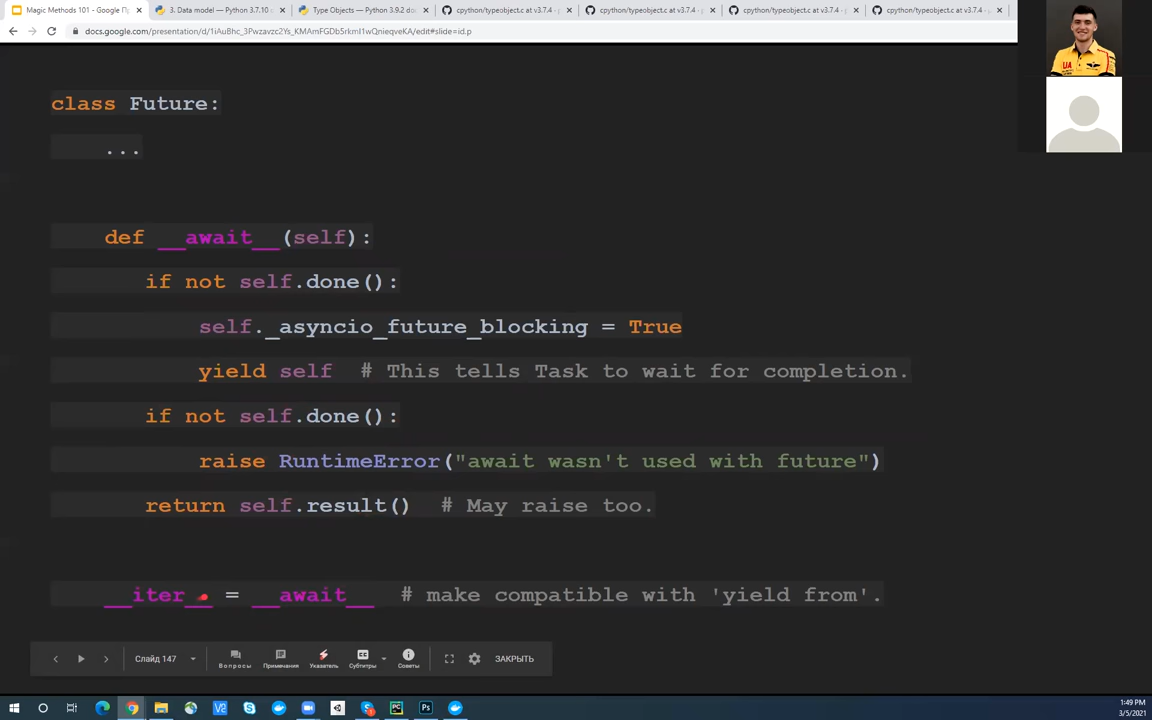 Magic Methods 101 - Google П
3. Data model — Python 3.7.10 d
Type Objects — Python 3.9.2 do
cpython/typeobject.c at v3.7.4 · p
cpython/typeobject.c at v3.7.4 ·
cpython/typeobject.c at v3.7.4 · p
cpython/typeobject.c at v3.7.4 ·
class Future:
...
def __await__(self):
if not self.done():
self._asyncio_future_blocking = True
yield self # This tells Task to wait for completion.
if not self.done():
raise RuntimeError("await wasn't used with future")
return self.result() # May raise too.
__iter__ = __await__ # make compatible with 'yield from'.
Слайд 147
Вопросы
Примечания
Указатель
Субтитры
Советы
ЗАКРЫТЬ
UA
1:49 PM
3/5/2021